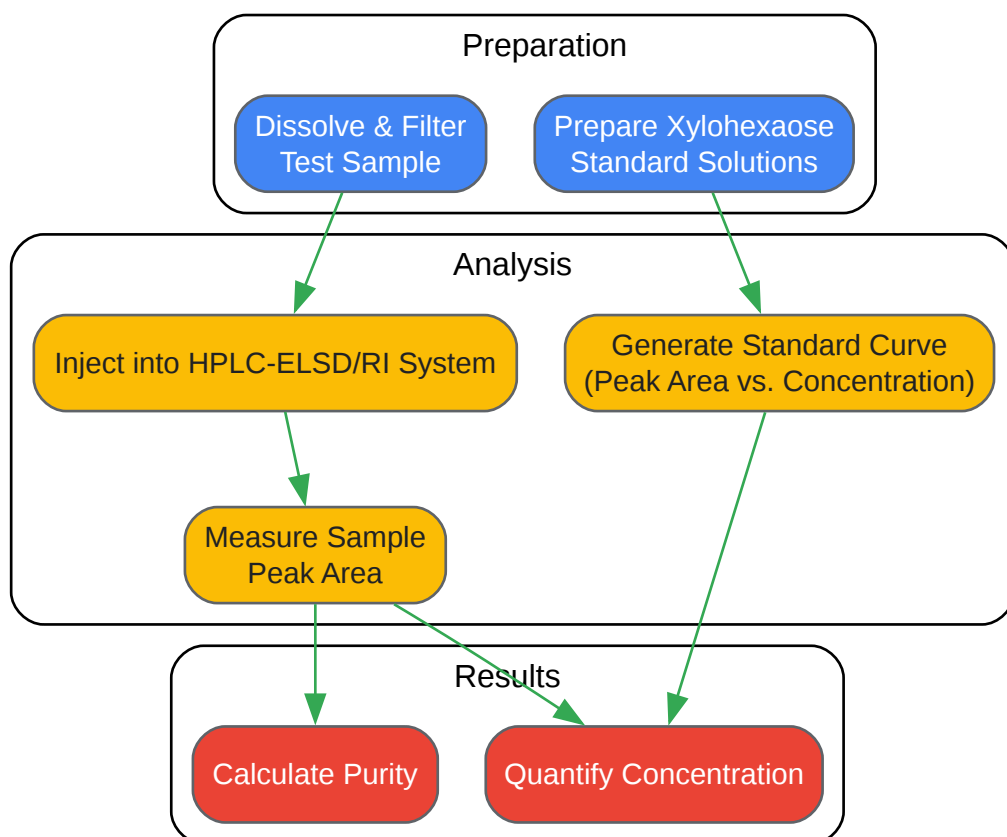 Preparation
Dissolve & Filter
Test Sample
Prepare Xylohexaose
Standard Solutions
Analysis
Inject into HPLC-ELSD/RI System
Generate Standard Curve
(Peak Area vs. Concentration)
Measure Sample
Peak Area
Results
Calculate Purity
Quantify Concentration